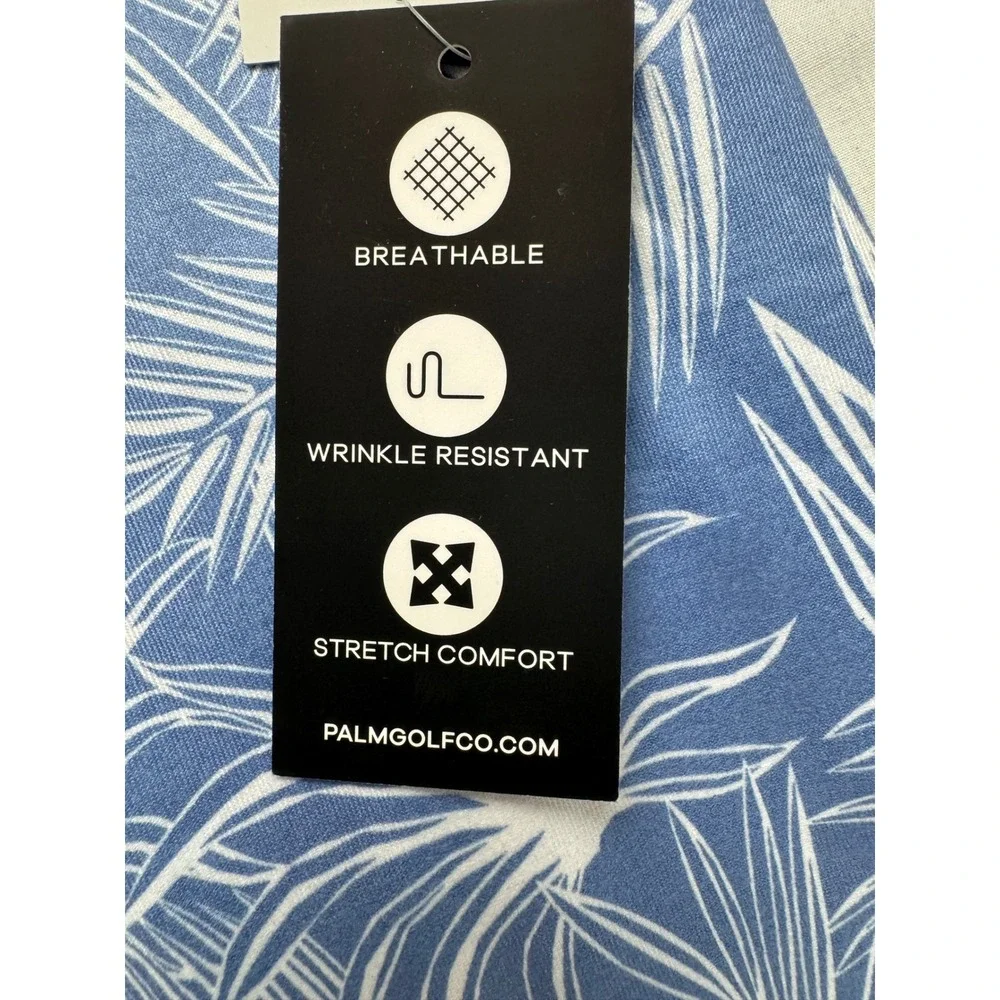 BREATHABLE
WRINKLE RESISTANT
STRETCH COMFORT
PALMGOLFCO.COM